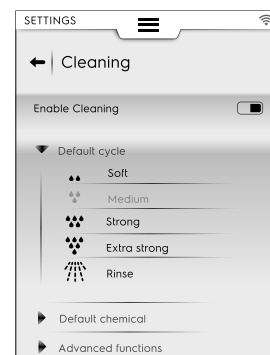 SETTINGS
Cleaning
Enable Cleaning
Default cycle
Soft
Medium
Strong
Extra strong
Rinse
Default chemical
Advanced functions